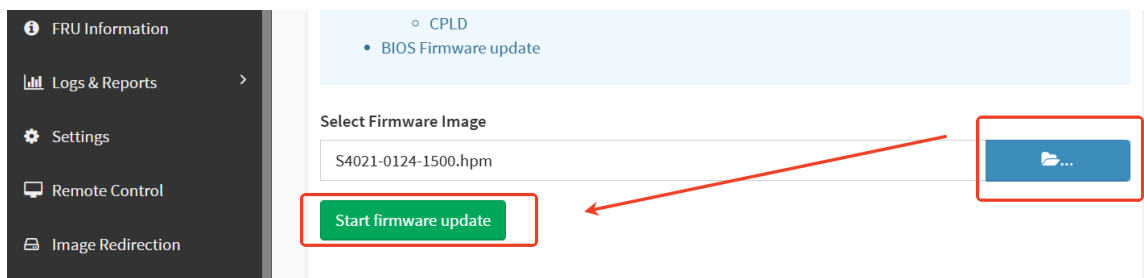 FRU Information
Logs & Reports
Settings
Remote Control
Image Redirection
CPLD
BIOS Firmware update
Select Firmware Image
S4021-0124-1500.hpm
...
Start firmware update